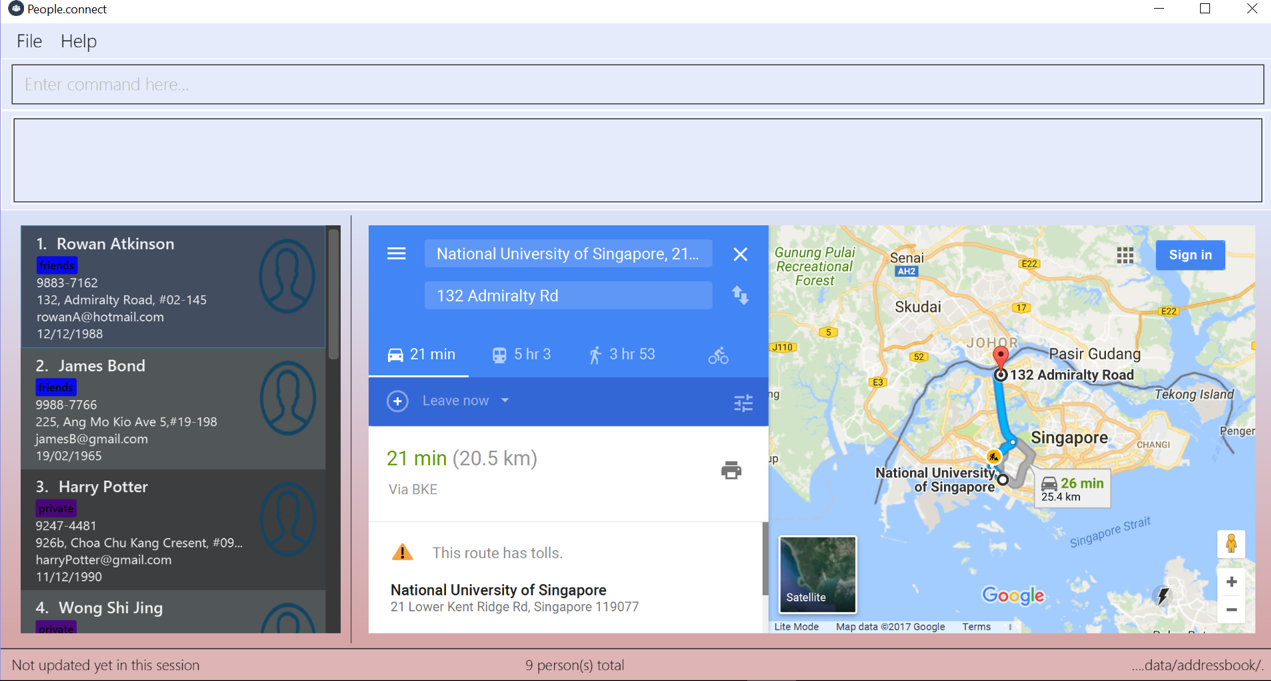 People.connect
File Help
Enter command here...
1. Rowan Atkinson
friends
9883-7162
132, Admiralty Road, #02-145
rowanA@hotmail.com
12/12/1988
2. James Bond
friends
9988-7766
225, Ang Mo Kio Ave 5,#19-198
jamesB@gmail.com
19/02/1965
3. Harry Potter
private
9247-4481
926b, Choa Chu Kang Cresent, #09...
harryPotter@gmail.com
11/12/1990
4. Wong Shi Jing
private
National University of Singapore, 21...
132 Admiralty Rd
21 min 5 hr 3 3 hr 53
Leave now
21 min (20.5 km)
Via BKE
This route has tolls.
National University of Singapore
21 Lower Kent Ridge Rd, Singapore 119077
Gunung Pulai
Recreational
Forest
Senai
AH2
E22
Sign in
Skudai
17
E22
5
J110
JOHOR
52
Pasir Gudang
E3
132 Admiralty Road
Tekong Island
ng
Singapore
CHANGI
Penger
up
National University
of Singapore
26 min
25.4 km
Singapore Strait
Satellite
Google
Lite Mode Map data ©2017 Google Terms
Not updated yet in this session
9 person(s) total
....data/addressbook/.